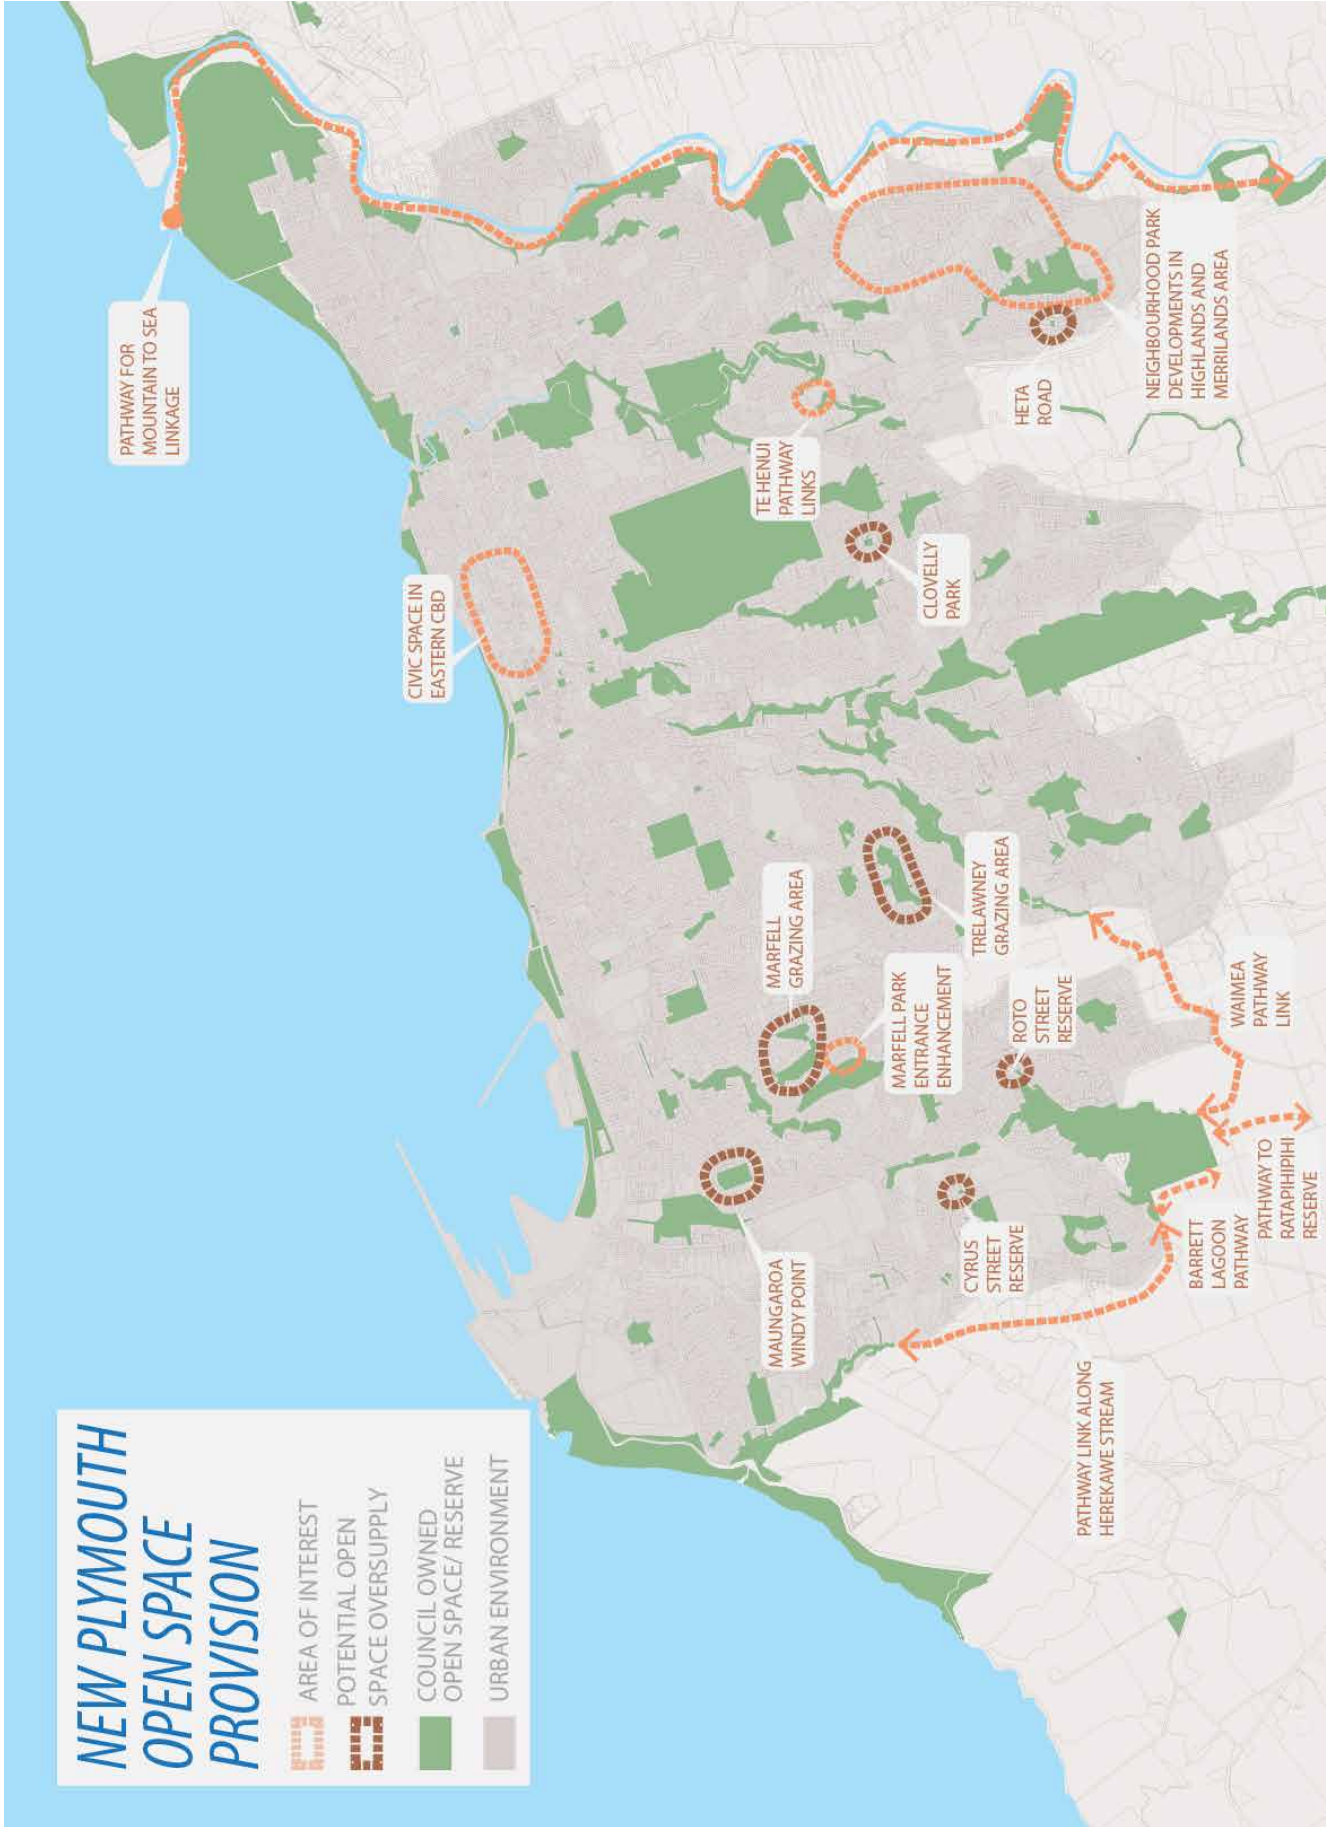 NEW PLYMOUTH
OPEN SPACE
PROVISION
AREA OF INTEREST
POTENTIAL OPEN
SPACE OVERSUPPLY
COUNCIL OWNED
OPEN SPACE/ RESERVE
URBAN ENVIRONMENT
PATHWAY LINK ALONG
HEREKAWE STREAM
MAUNGAROA
WINDY POINT
CYRUS
STREET
RESERVE
BARRETT
LAGOON
PATHWAY
PATHWAY TO
RATAPIHIPIHI
RESERVE
MARFELL
GRAZING AREA
MARFELL PARK
ENTRANCE
ENHANCEMENT
ROTO
STREET
RESERVE
WAIMEA
PATHWAY
LINK
TRELAWNEY
GRAZING AREA
CIVIC SPACE IN
EASTERN CBD
CLOVELLY
PARK
TE HENUI
PATHWAY
LINKS
HETA
ROAD
PATHWAY FOR
MOUNTAIN TO SEA
LINKAGE
NEIGHBOURHOOD PARK
DEVELOPMENTS IN
HIGHLANDS AND
MERRILANDS AREA